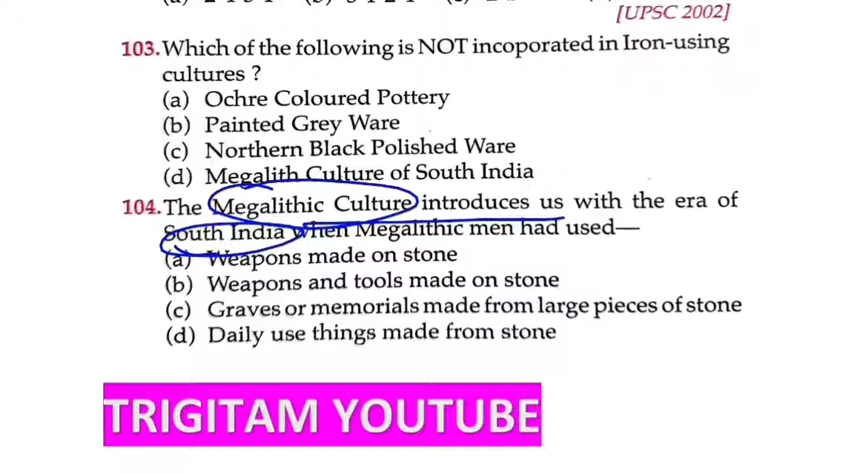 [UPSC 2002]
103. Which of the following is NOT incoporated in Iron-using
cultures ?
(a) Ochre Coloured Pottery
(b) Painted Grey Ware
(c) Northern Black Polished Ware
(d) Megalith Culture of South India
104. The Megalithic Culture introduces us with the era of
South India when Megalithic men had used—
(a) Weapons made on stone
(b) Weapons and tools made on stone
(c) Graves or memorials made from large pieces of stone
(d) Daily use things made from stone
TRIGITAM YOUTUBE